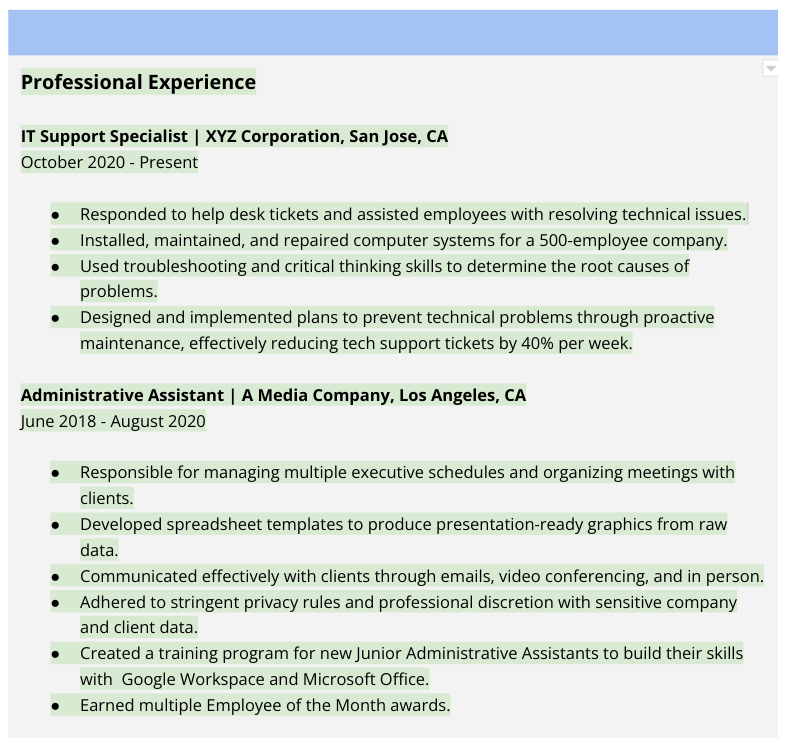 Professional Experience
IT Support Specialist | XYZ Corporation, San Jose, CA
October 2020 - Present
● Responded to help desk tickets and assisted employees with resolving technical issues.
● Installed, maintained, and repaired computer systems for a 500-employee company.
● Used troubleshooting and critical thinking skills to determine the root causes of
problems.
● Designed and implemented plans to prevent technical problems through proactive
maintenance, effectively reducing tech support tickets by 40% per week.
Administrative Assistant | A Media Company, Los Angeles, CA
June 2018 - August 2020
● Responsible for managing multiple executive schedules and organizing meetings with
clients.
● Developed spreadsheet templates to produce presentation-ready graphics from raw
data.
● Communicated effectively with clients through emails, video conferencing, and in person.
● Adhered to stringent privacy rules and professional discretion with sensitive company
and client data.
● Created a training program for new Junior Administrative Assistants to build their skills
with  Google Workspace and Microsoft Office.
● Earned multiple Employee of the Month awards.